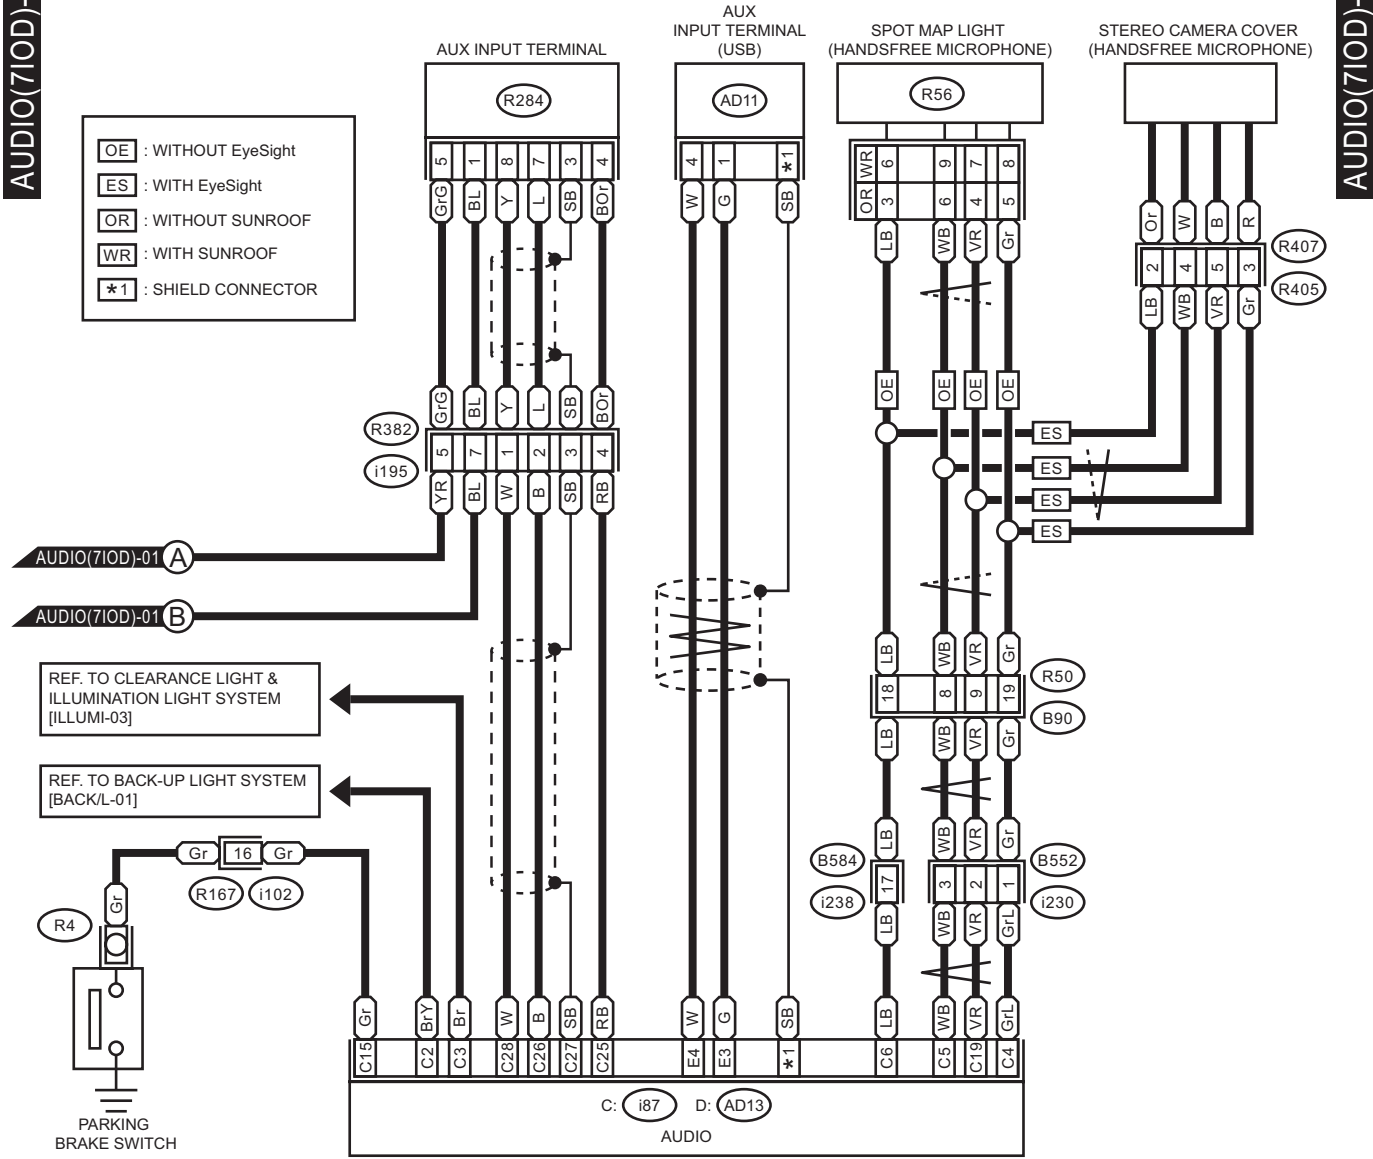 AUDIO(7IOD)-
AUDIO(7IOD)-
AUX INPUT TERMINAL
AUX
INPUT TERMINAL
(USB)
SPOT MAP LIGHT
(HANDSFREE MICROPHONE)
STEREO CAMERA COVER
(HANDSFREE MICROPHONE)
R284
AD11
R56
OE : WITHOUT EyeSight
ES : WITH EyeSight
OR : WITHOUT SUNROOF
WR : WITH SUNROOF
*1 : SHIELD CONNECTOR
5 1 8 7 3 4
4 1 *1
WR 6 9 7 8
OR 3 6 4 5
GrG BL Y L SB BOr
W G SB
LB WB VR Gr
Or W B R
R407
2 4 5 3
R405
LB WB VR Gr
OE OE OE OE
GrG BL Y L SB BOr
R382
5 7 1 2 3 4
i195
YR BL W B SB RB
ES
ES
ES
ES
AUDIO(7IOD)-01 A
AUDIO(7IOD)-01 B
REF. TO CLEARANCE LIGHT &
ILLUMINATION LIGHT SYSTEM
[ILLUMI-03]
REF. TO BACK-UP LIGHT SYSTEM
[BACK/L-01]
LB WB VR Gr
R50
18 8 9 19
B90
LB WB VR Gr
LB WB VR Gr
Gr 16 Gr
R167 i102
Gr
R4
B584
17
i238
B552
3 2 1
i230
LB WB VR GrL
Gr BrY Br W B SB RB W G SB LB WB VR GrL
C15 C2 C3 C28 C26 C27 C25 E4 E3 *1 C6 C5 C19 C4
C: i87 D: AD13
AUDIO
PARKING
BRAKE SWITCH